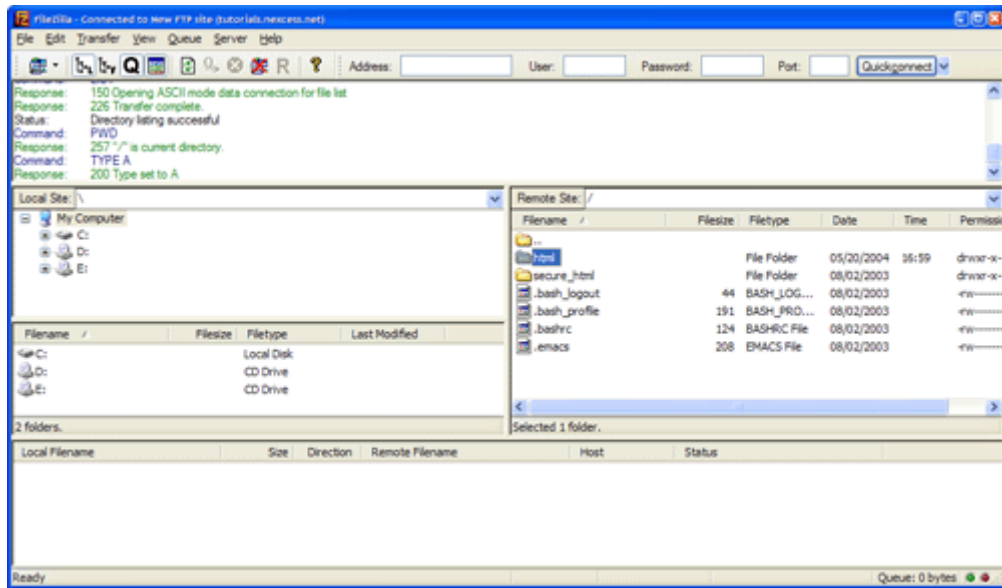 FileZilla - Connected to New FTP site (tutorials.nexcess.net)
File Edit Transfer View Queue Server Help
Address: User: Password: Port: Quickconnect
Response: 150 Opening ASCII mode data connection for file list
Response: 226 Transfer complete.
Status: Directory listing successful
Command: PWD
Response: 257 "/" is current directory.
Command: TYPE A
Response: 200 Type set to A
Local Site: \
My Computer
C:
D:
E:
Filename / Filesize Filetype Last Modified
C: Local Disk
D: CD Drive
E: CD Drive
2 folders.
Remote Site: /
Filename / Filesize Filetype Date Time Permissi
..
html File Folder 05/20/2004 16:59 drwxr-x-
secure_html File Folder 08/02/2003 drwxr-x-
.bash_logout 44 BASH_LOG... 08/02/2003 -rw-------
.bash_profile 191 BASH_PRO... 08/02/2003 -rw-------
.bashrc 124 BASHRC File 08/02/2003 -rw-------
.emacs 208 EMACS File 08/02/2003 -rw-------
Selected 1 folder.
Local Filename Size Direction Remote Filename Host Status
Ready Queue: 0 bytes